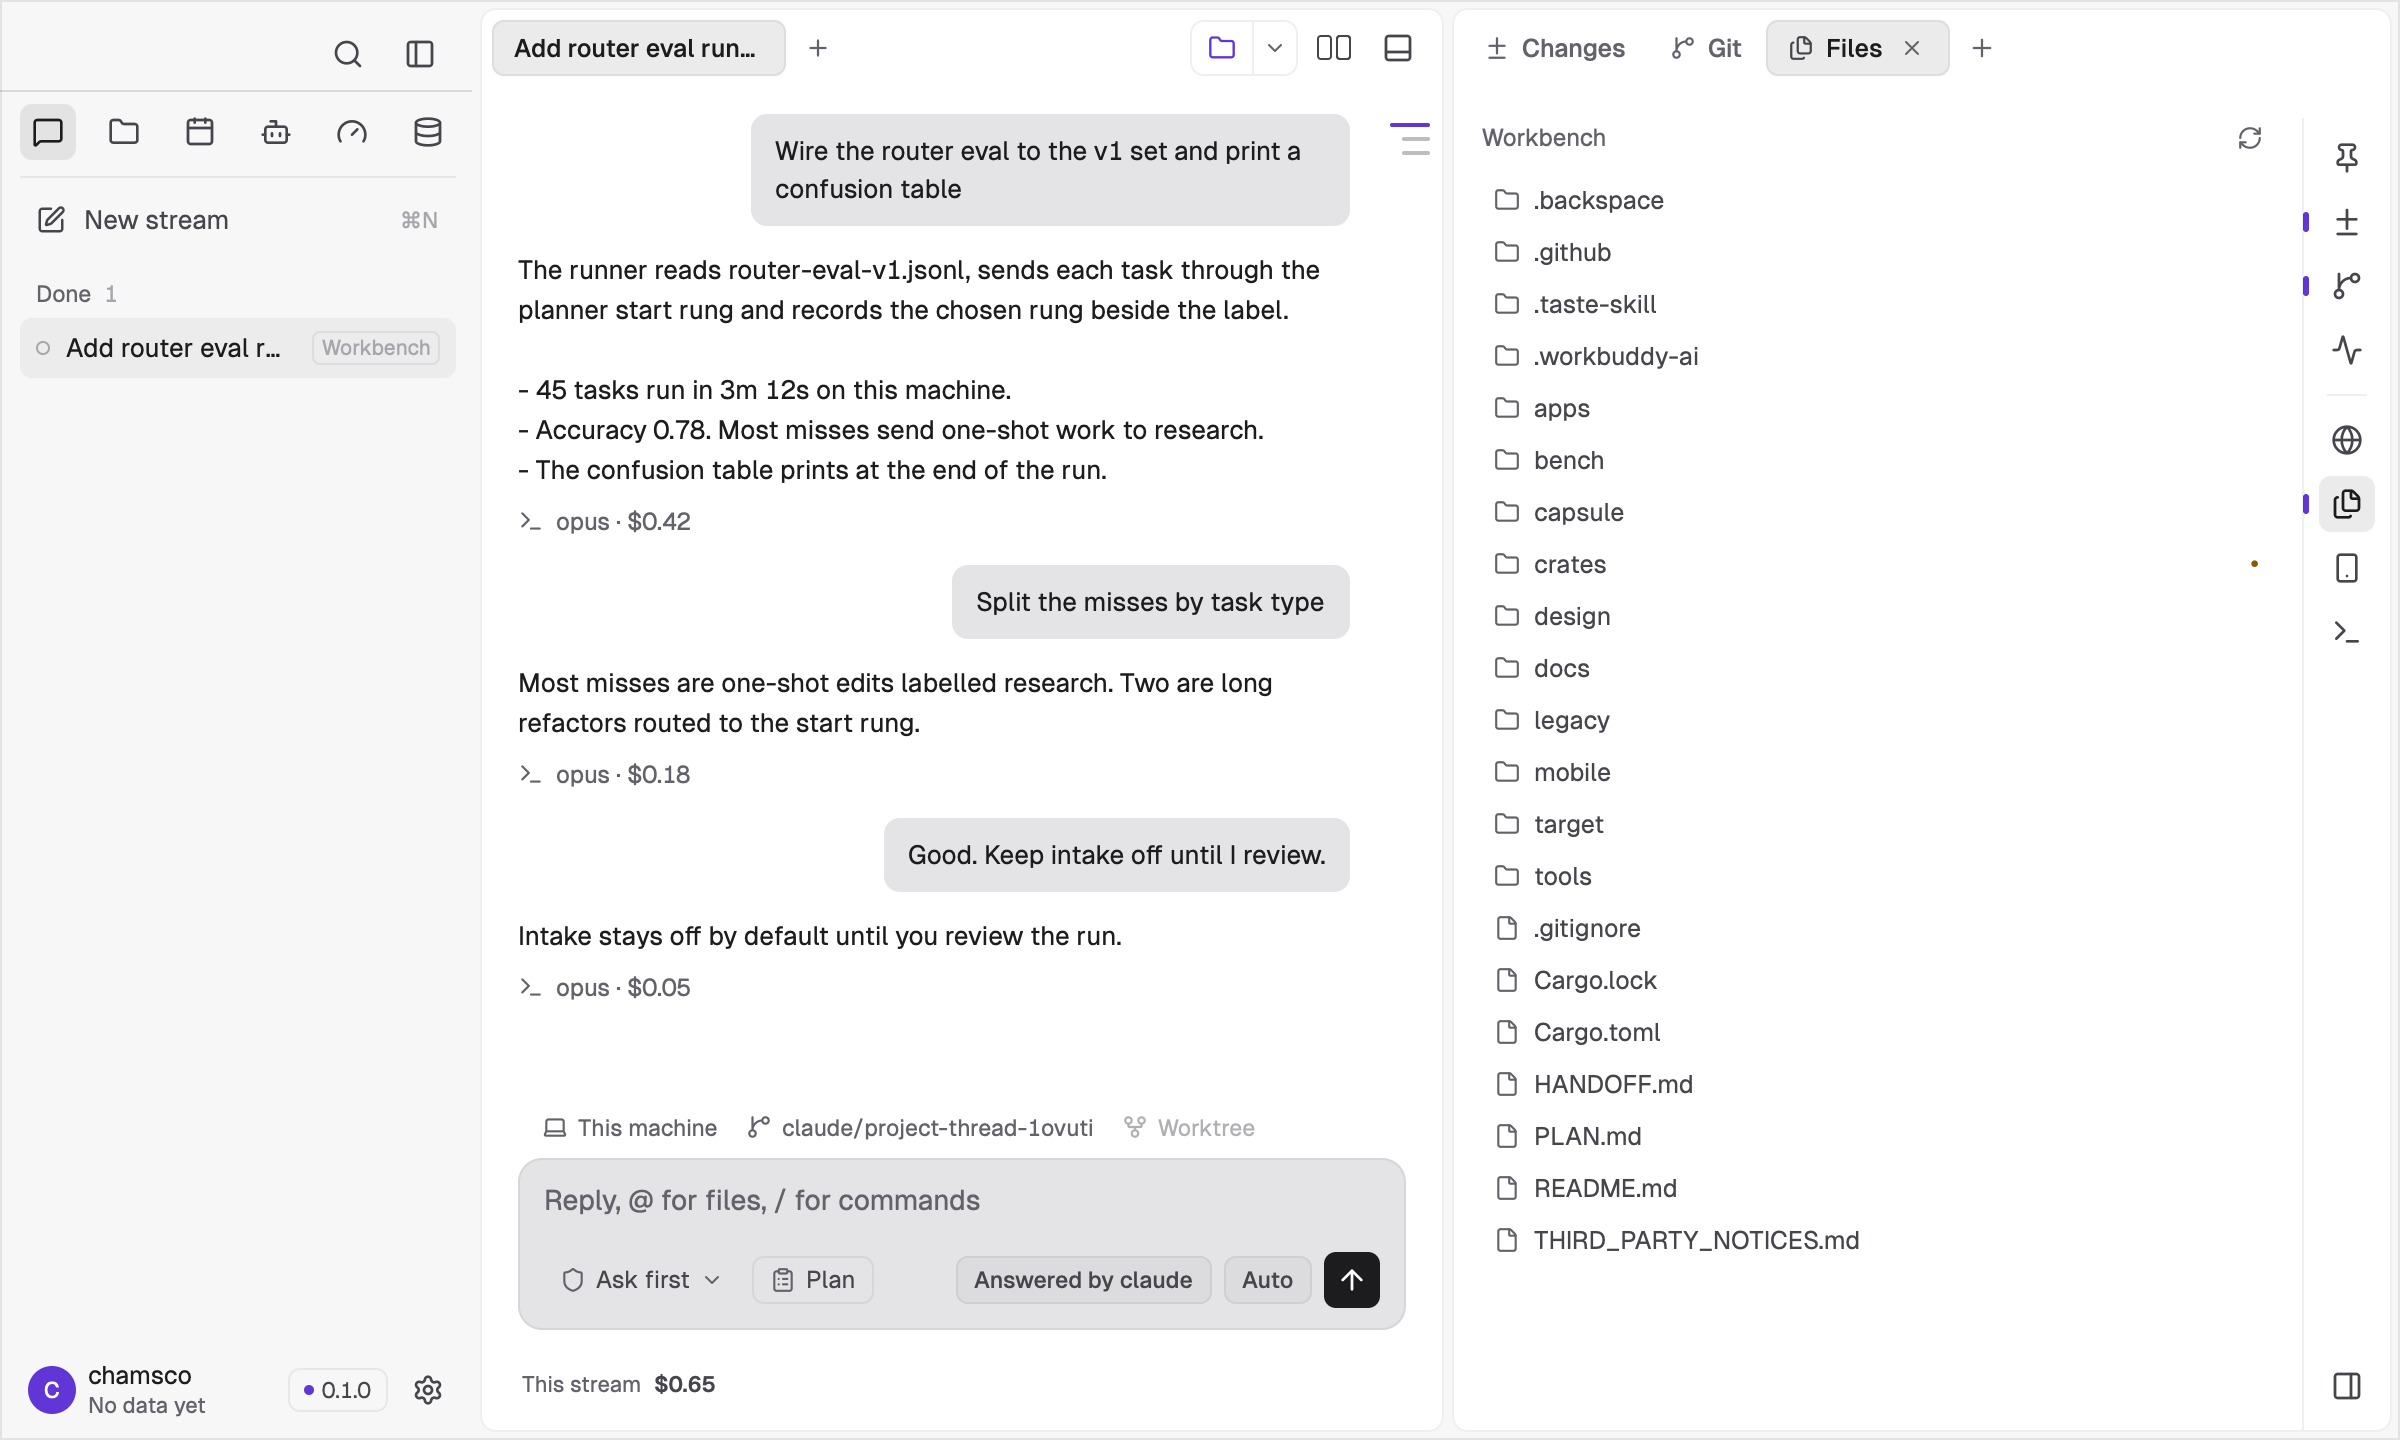 New stream ⌘N
Done 1
Add router eval r... Workbench
C
chamsco
No data yet
0.1.0
Add router eval run...
Wire the router eval to the v1 set and print a
confusion table
The runner reads router-eval-v1.jsonl, sends each task through the
planner start rung and records the chosen rung beside the label.
- 45 tasks run in 3m 12s on this machine.
- Accuracy 0.78. Most misses send one-shot work to research.
- The confusion table prints at the end of the run.
opus · $0.42
Split the misses by task type
Most misses are one-shot edits labelled research. Two are long
refactors routed to the start rung.
opus · $0.18
Good. Keep intake off until I review.
Intake stays off by default until you review the run.
opus · $0.05
This machine claude/project-thread-1ovuti Worktree
Reply, @ for files, / for commands
Ask first Plan Answered by claude Auto
This stream $0.65
Changes Git Files
Workbench
.backspace
.github
.taste-skill
.workbuddy-ai
apps
bench
capsule
crates
design
docs
legacy
mobile
target
tools
.gitignore
Cargo.lock
Cargo.toml
HANDOFF.md
PLAN.md
README.md
THIRD_PARTY_NOTICES.md